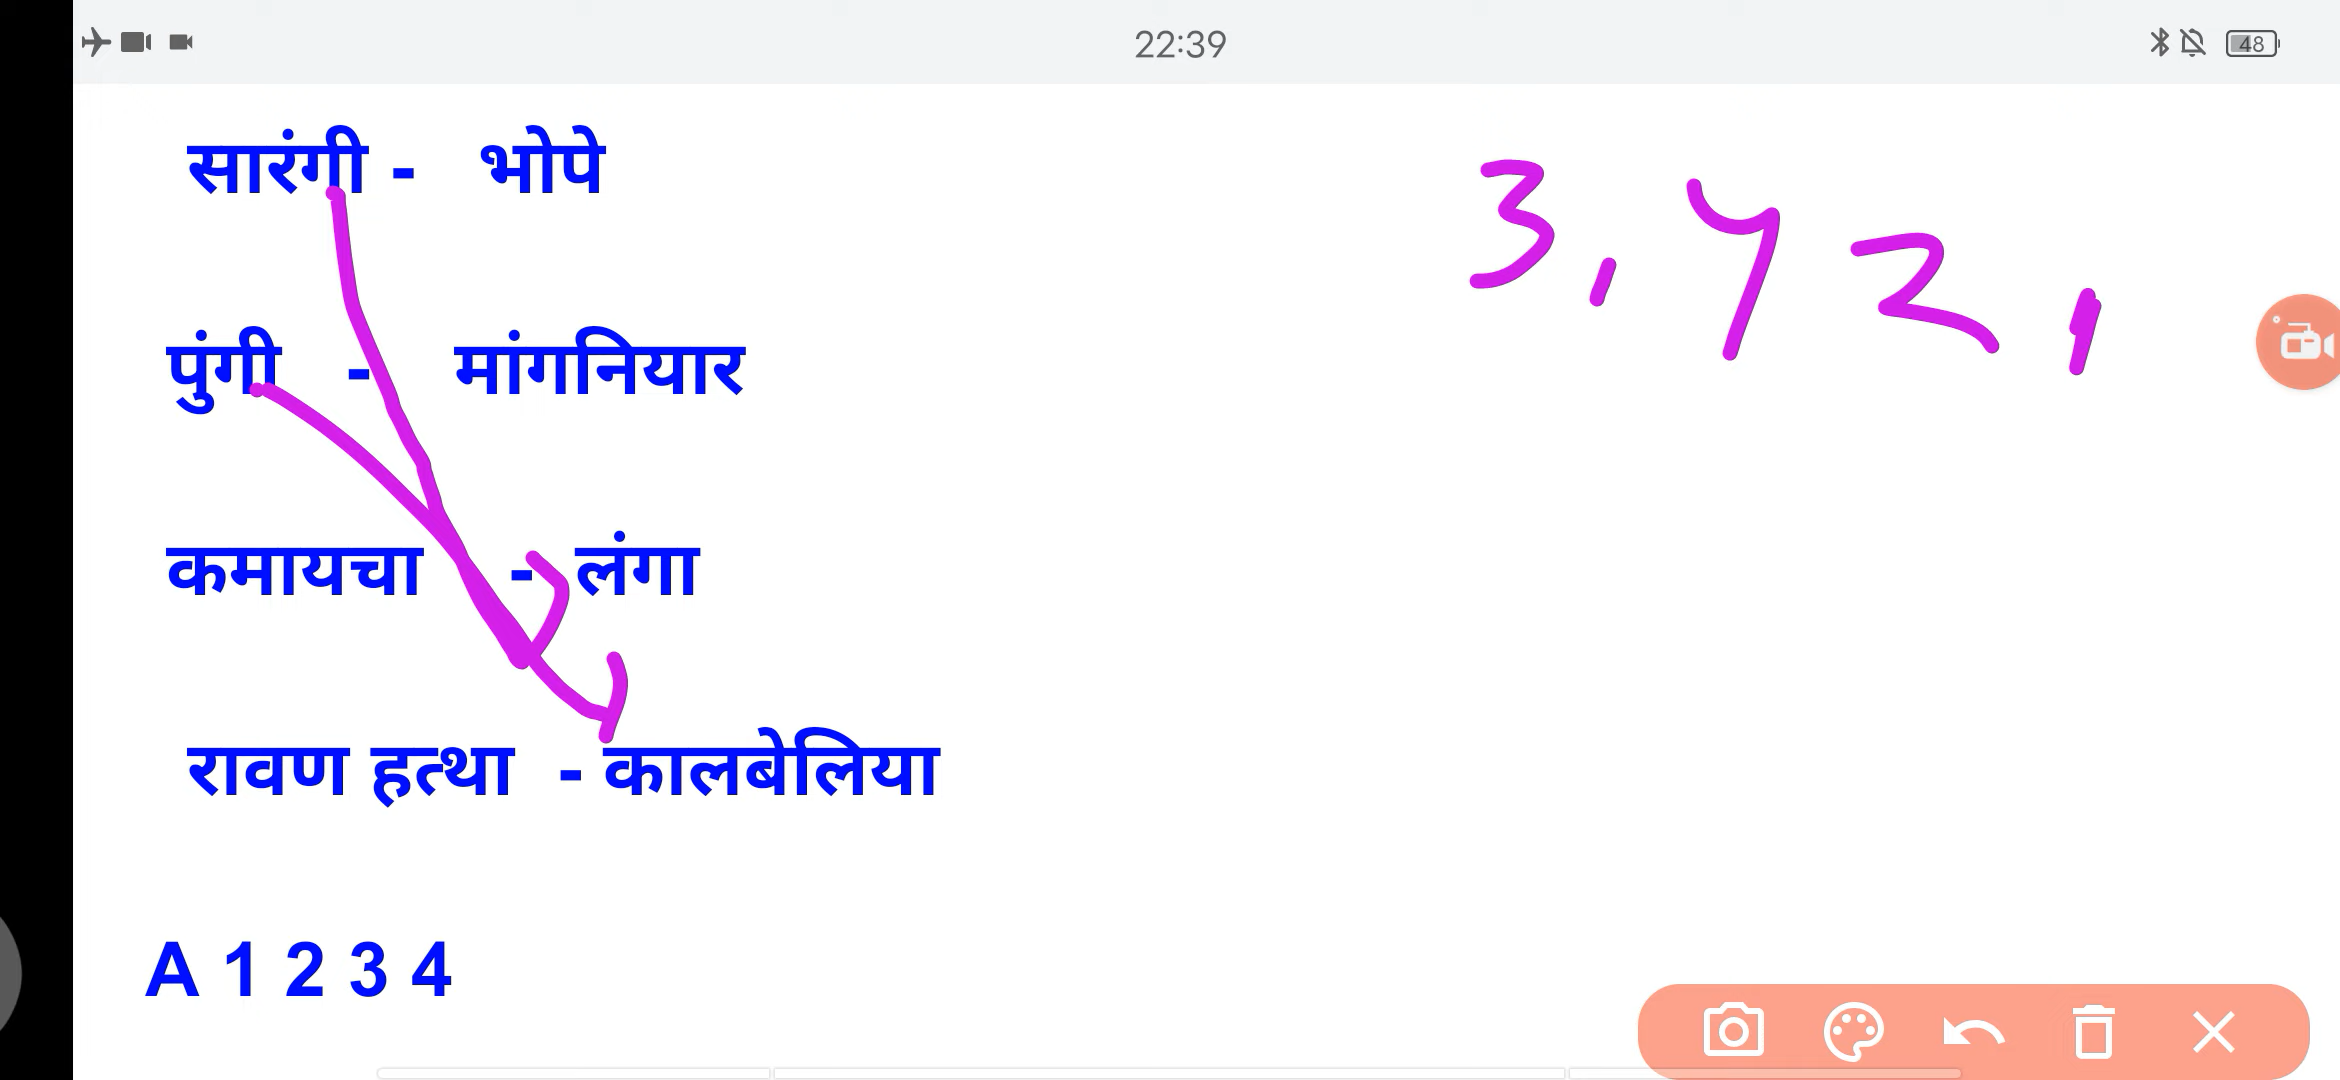 22:39
48
सारंगी - भोपे
3, 4 2, 1
पुंगी - मांगनियार
कमायचा - लंगा
रावण हत्था - कालबेलिया
A 1 2 3 4